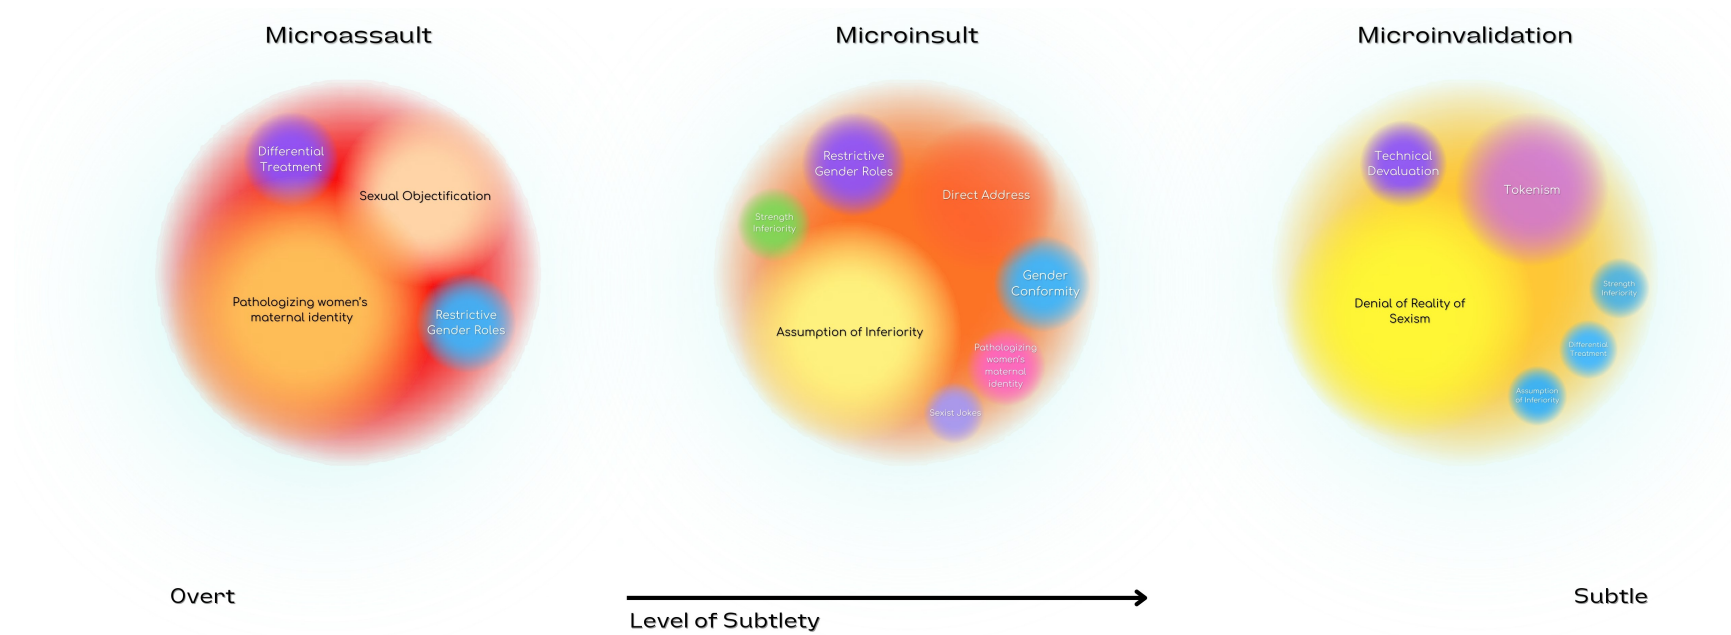 Microassault
Differential
Treatment
Sexual Objectification
Pathologizing women's
maternal identity
Restrictive
Gender Roles
Microinsult
Restrictive
Gender Roles
Direct Address
Strength
Inferiority
Gender
Conformity
Assumption of Inferiority
Pathologizing
women's
maternal
identity
Sexist Jokes
Microinvalidation
Technical
Devaluation
Tokenism
Denial of Reality of
Sexism
Strength
Inferiority
Differential
Treatment
Assumption
of Inferiority
Overt
Level of Subtlety
Subtle